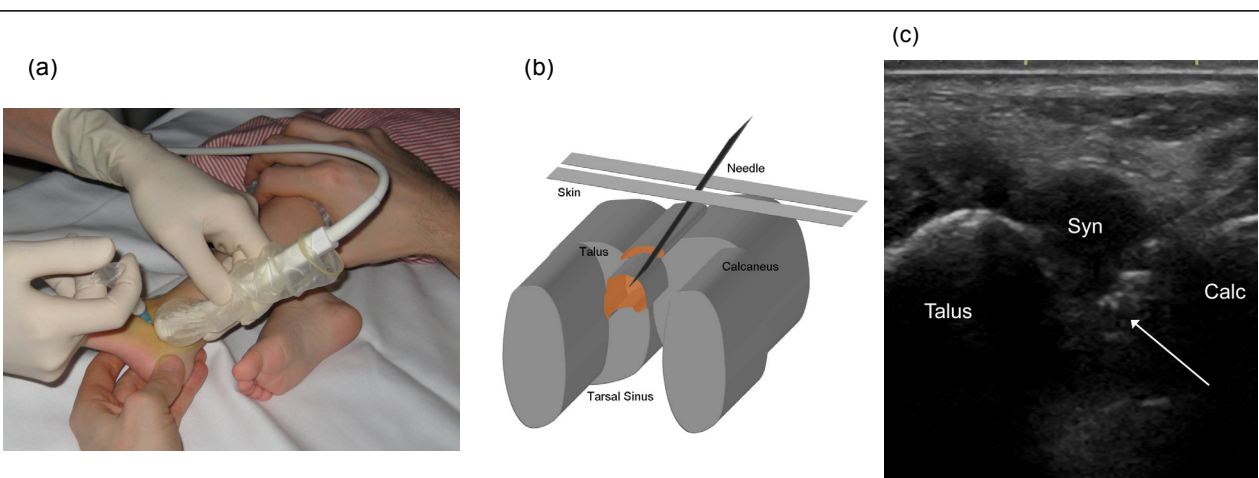 (a)
(b)
(c)
Needle
Skin
Talus
Calcaneus
Tarsal Sinus
Syn
Talus
Calc